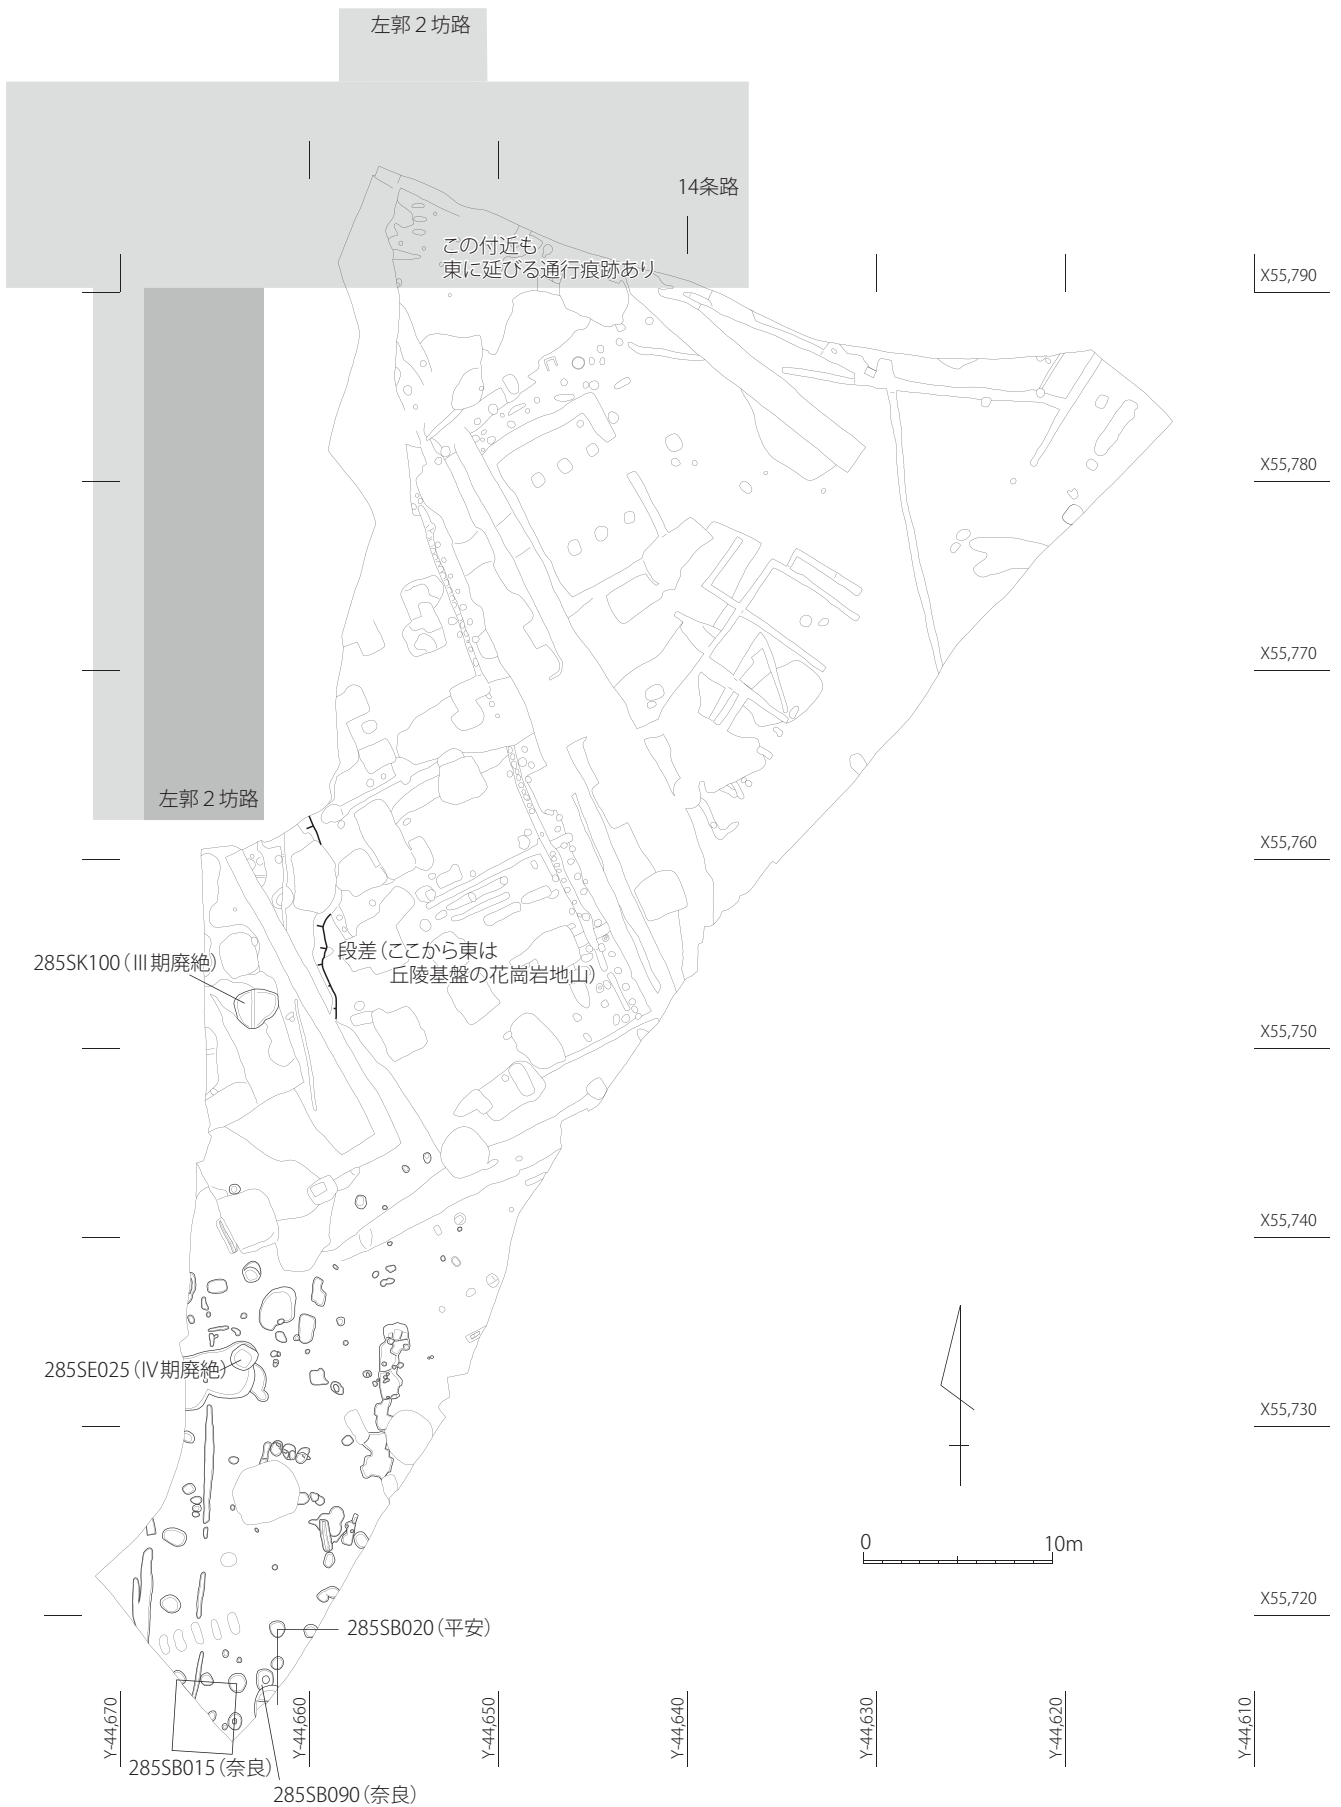 左郭２坊路
14条路
この付近も
東に延びる通行痕跡あり
X55,790
X55,780
X55,770
左郭２坊路
X55,760
段差（ここから東は
丘陵基盤の花崗岩地山）
285SK100（Ⅲ期廃絶）
X55,750
X55,740
285SE025（Ⅳ期廃絶）
X55,730
0
10m
X55,720
285SB020（平安）
Y-44,670
Y-44,660
Y-44,650
Y-44,640
Y-44,630
Y-44,620
Y-44,610
285SB015（奈良）
285SB090（奈良）